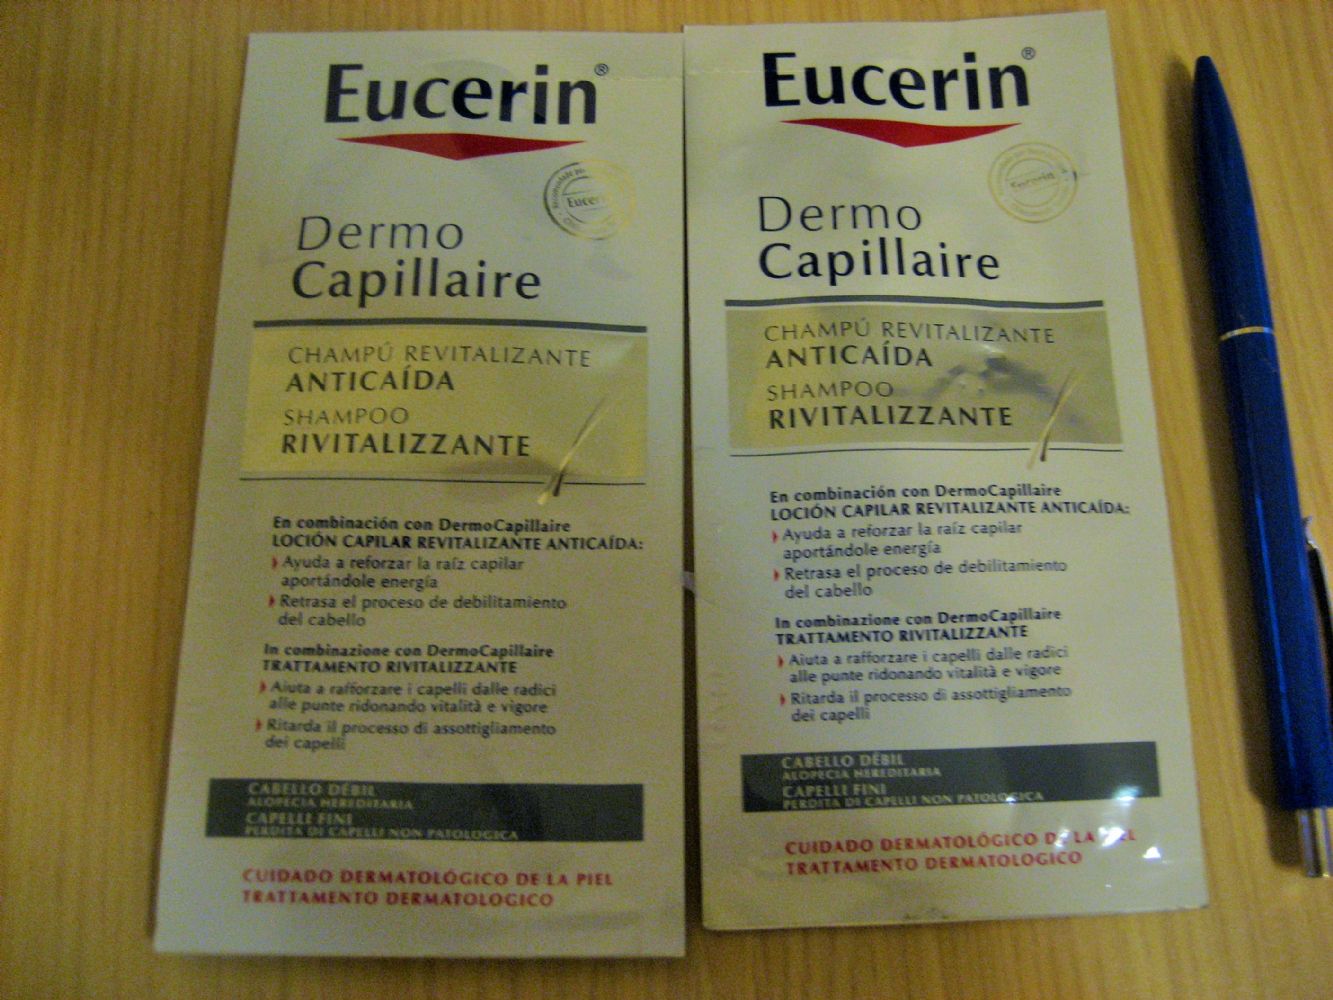 Eucerin®
Eucerin
Dermo
Capillaire
CHAMPÚ REVITALIZANTE
ANTICAÍDA
SHAMPOO
RIVITALIZZANTE
En combinación con DermoCapillaire
LOCIÓN CAPILAR REVITALIZANTE ANTICAÍDA:
Ayuda a reforzar la raíz capilar
aportándole energía
Retrasa el proceso de debilitamiento
del cabello
In combinazione con DermoCapillaire
TRATTAMENTO RIVITALIZZANTE
Aiuta a rafforzare i capelli dalle radici
alle punte ridonando vitalità e vigore
Ritarda il processo di assottigliamento
dei capelli
CABELLO DÉBIL
ALOPECIA HEREDITARIA
CAPELLI FINI
PERDITA DI CAPELLI NON PATOLOGICA
CUIDADO DERMATOLÓGICO DE LA PIEL
TRATTAMENTO DERMATOLOGICO
Eucerin®
Eucerin
Dermo
Capillaire
CHAMPÚ REVITALIZANTE
ANTICAÍDA
SHAMPOO
RIVITALIZZANTE
En combinación con DermoCapillaire
LOCIÓN CAPILAR REVITALIZANTE ANTICAÍDA:
Ayuda a reforzar la raíz capilar
aportándole energía
Retrasa el proceso de debilitamiento
del cabello
In combinazione con DermoCapillaire
TRATTAMENTO RIVITALIZZANTE
Aiuta a rafforzare i capelli dalle radici
alle punte ridonando vitalità e vigore
Ritarda il processo di assottigliamento
dei capelli
CABELLO DÉBIL
ALOPECIA HEREDITARIA
CAPELLI FINI
PERDITA DI CAPELLI NON PATOLOGICA
CUIDADO DERMATOLÓGICO DE LA PIEL
TRATTAMENTO DERMATOLOGICO